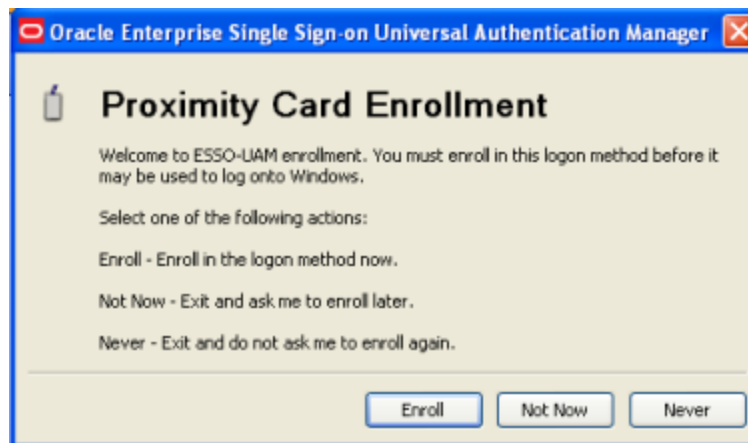 Oracle Enterprise Single Sign-on Universal Authentication Manager
Proximity Card Enrollment
Welcome to ESSO-UAM enrollment. You must enroll in this logon method before it
may be used to log onto Windows.
Select one of the following actions:
Enroll - Enroll in the logon method now.
Not Now - Exit and ask me to enroll later.
Never - Exit and do not ask me to enroll again.
Enroll Not Now Never